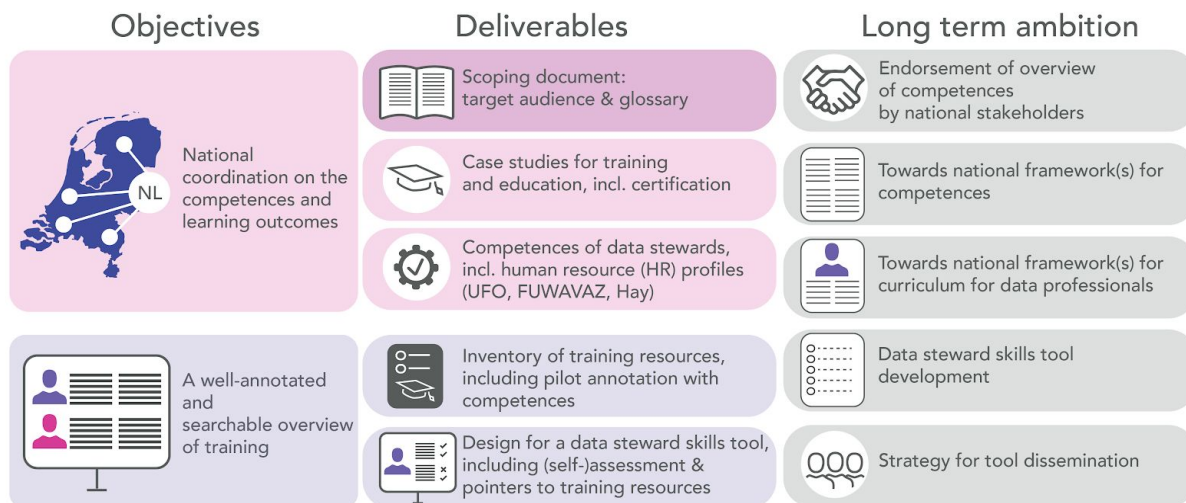 Objectives
NL
National
coordination on the
competences and
learning outcomes
A well-annotated
and
searchable overview
of training
Deliverables
Scoping document:
target audience & glossary
Case studies for training
and education, incl. certification
Competences of data stewards,
incl. human resource (HR) profiles
(UFO, FUWAVAZ, Hay)
Inventory of training resources,
including pilot annotation with
competences
Design for a data steward skills tool,
including (self-)assessment &
pointers to training resources
Long term ambition
Endorsement of overview
of competences
by national stakeholders
Towards national framework(s) for
competences
Towards national framework(s) for
curriculum for data professionals
Data steward skills tool
development
Strategy for tool dissemination